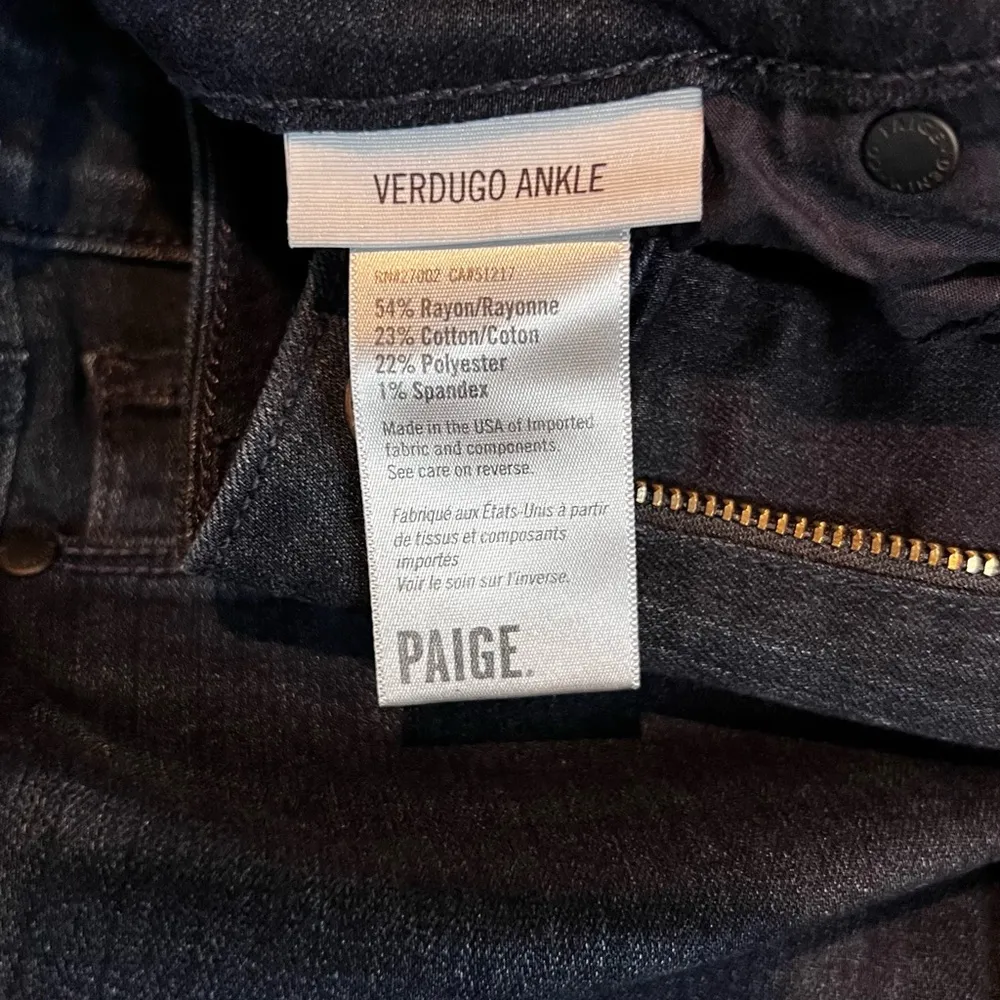 VERDUGO ANKLE
RN#27002 CA#51217
54% Rayon/Rayonne
23% Cotton/Coton
22% Polyester
1% Spandex
Made in the USA of Imported
fabric and components.
See care on reverse.
Fabriqué aux États-Unis à partir
de tissus et composants
importés
Voir le soin sur l'inverse.
PAIGE.